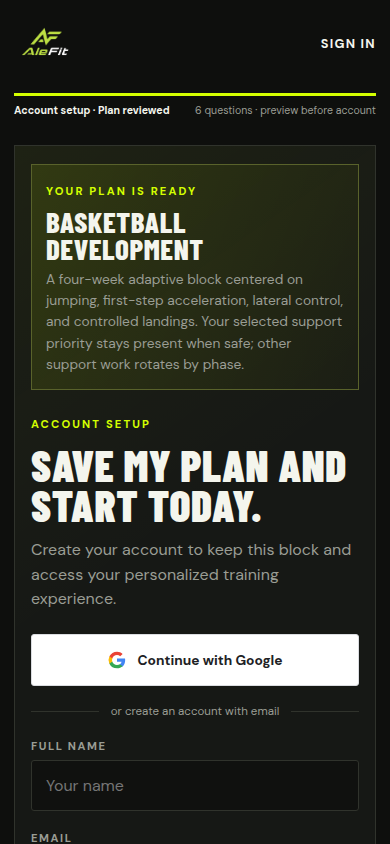 AF
AleFit
SIGN IN
Account setup · Plan reviewed
6 questions · preview before account
YOUR PLAN IS READY
BASKETBALL
DEVELOPMENT
A four-week adaptive block centered on
jumping, first-step acceleration, lateral control,
and controlled landings. Your selected support
priority stays present when safe; other
support work rotates by phase.
ACCOUNT SETUP
SAVE MY PLAN AND
START TODAY.
Create your account to keep this block and
access your personalized training
experience.
Continue with Google
or create an account with email
FULL NAME
Your name
EMAIL